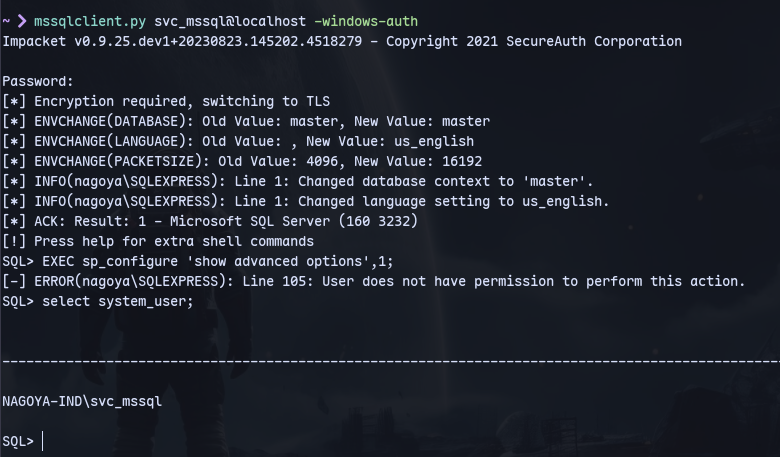 ~ ❯ mssqlclient.py svc_mssql@localhost -windows-auth
Impacket v0.9.25.dev1+20230823.145202.4518279 - Copyright 2021 SecureAuth Corporation
Password:
[*] Encryption required, switching to TLS
[*] ENVCHANGE(DATABASE): Old Value: master, New Value: master
[*] ENVCHANGE(LANGUAGE): Old Value: , New Value: us_english
[*] ENVCHANGE(PACKETSIZE): Old Value: 4096, New Value: 16192
[*] INFO(nagoya\SQLEXPRESS): Line 1: Changed database context to 'master'.
[*] INFO(nagoya\SQLEXPRESS): Line 1: Changed language setting to us_english.
[*] ACK: Result: 1 - Microsoft SQL Server (160 3232)
[!] Press help for extra shell commands
SQL> EXEC sp_configure 'show advanced options',1;
[-] ERROR(nagoya\SQLEXPRESS): Line 105: User does not have permission to perform this action.
SQL> select system_user;
--------------------------------------------------------------------------------------------------
NAGOYA-IND\svc_mssql
SQL>